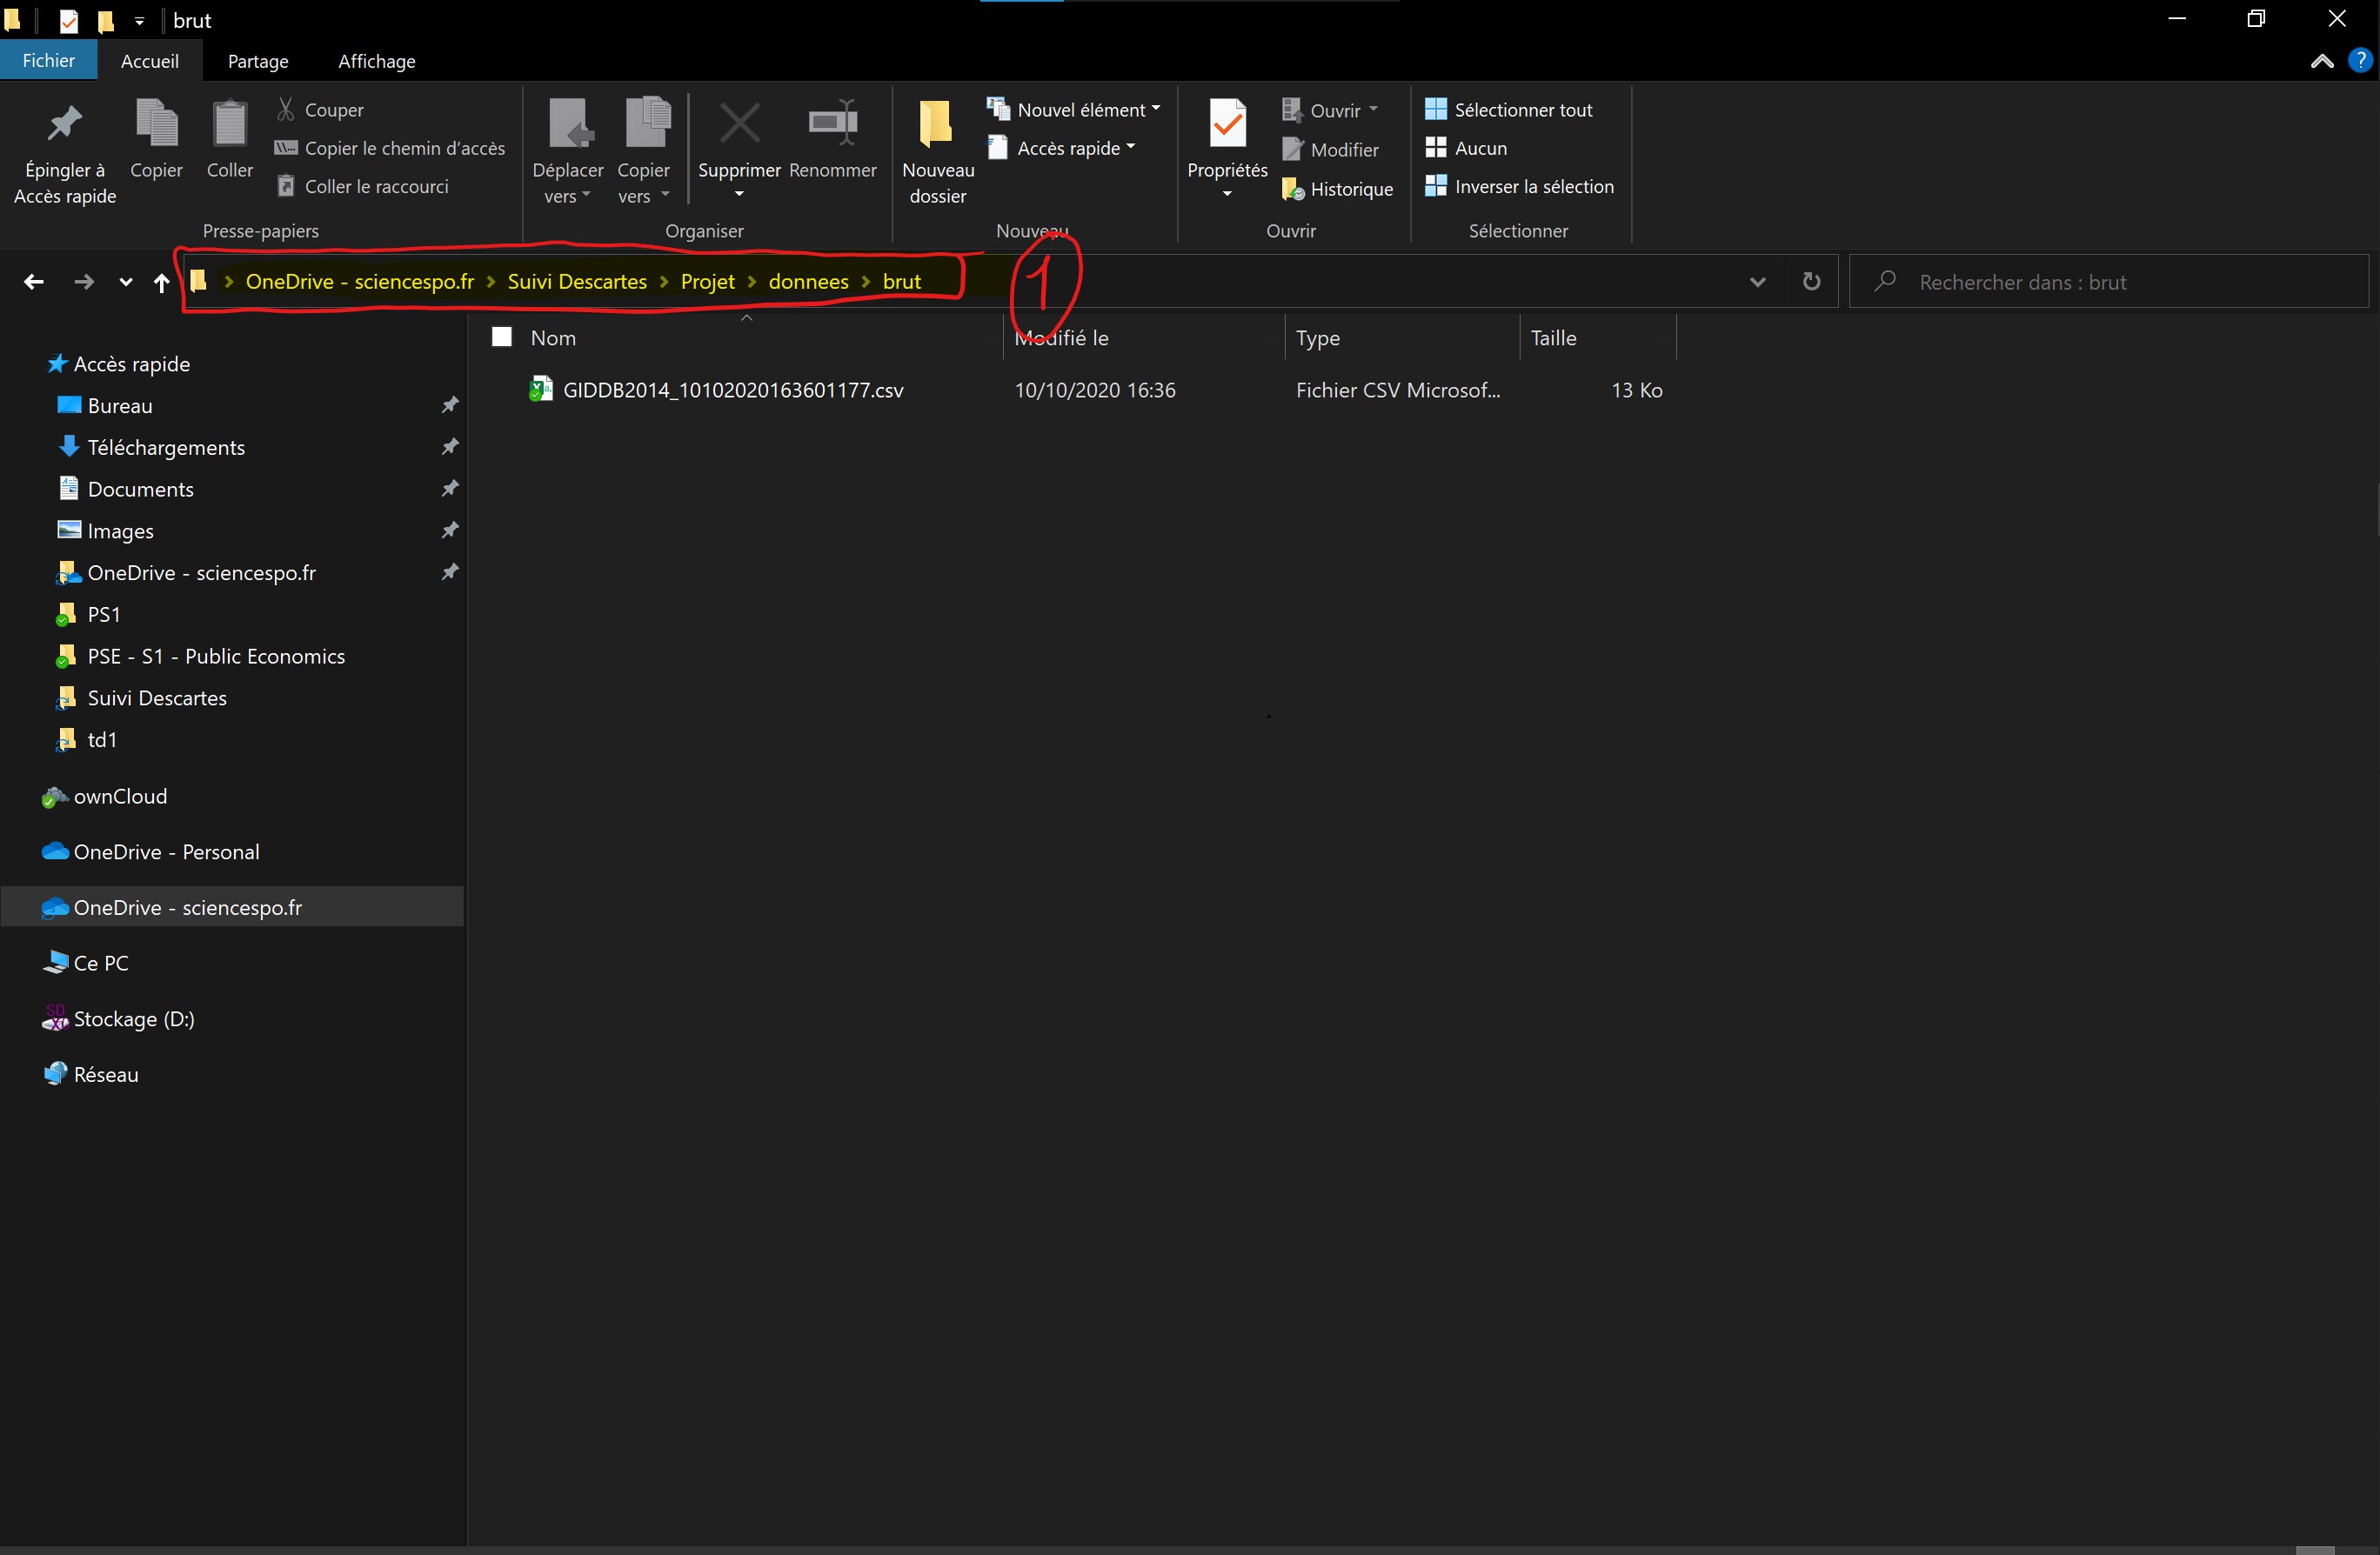 brut
Fichier Accueil Partage Affichage
Épingler à Accès rapide
Copier
Coller
Couper
Copier le chemin d'accès
Coller le raccourci
Presse-papiers
Déplacer vers
Copier vers
Supprimer
Renommer
Organiser
Nouveau dossier
Nouvel élément
Accès rapide
Nouveau
Propriétés
Ouvrir
Modifier
Historique
Ouvrir
Sélectionner tout
Aucun
Inverser la sélection
Sélectionner
OneDrive - sciencespo.fr > Suivi Descartes > Projet > donnees > brut
1
Rechercher dans : brut
Nom Modifié le Type Taille
GIDDB2014_10102020163601177.csv 10/10/2020 16:36 Fichier CSV Microsof... 13 Ko
Accès rapide
Bureau
Téléchargements
Documents
Images
OneDrive - sciencespo.fr
PS1
PSE - S1 - Public Economics
Suivi Descartes
td1
ownCloud
OneDrive - Personal
OneDrive - sciencespo.fr
Ce PC
Stockage (D:)
Réseau